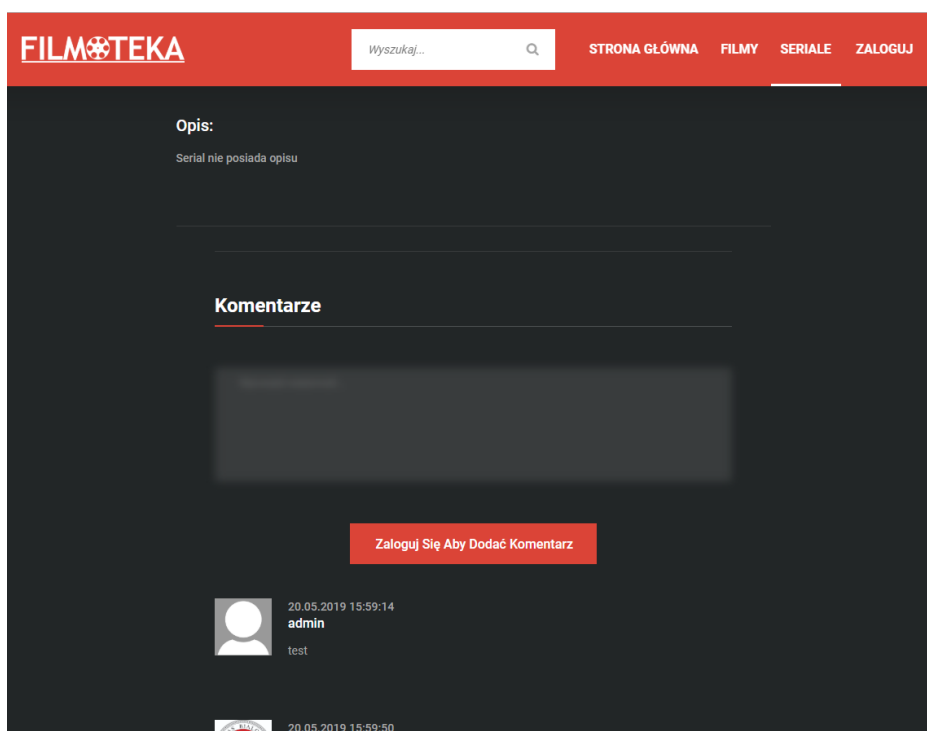 FILMOTEKA
Wyszukaj...
STRONA GŁÓWNA FILMY SERIALE ZALOGUJ
Opis:
Serial nie posiada opisu
Komentarze
Zaloguj Się Aby Dodać Komentarz
20.05.2019 15:59:14
admin
test
20.05.2019 15:59:50